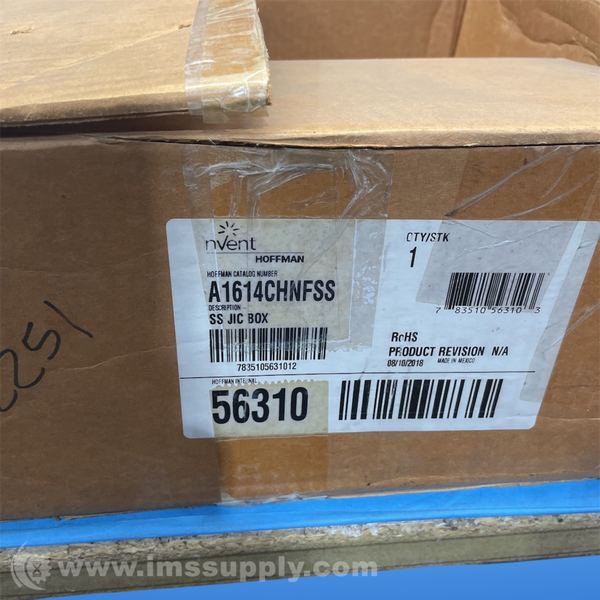 nVent
HOFFMAN
HOFFMAN CATALOG NUMBER
A1614CHNFSS
DESCRIPTION
SS JIC BOX
7835105631012
HOFFMAN INTERNAL
56310
QTY/STK
1
7 83510 56310 3
RoHS
PRODUCT REVISION N/A
08/10/2018 MADE IN MEXICO
2251
www.imssupply.com